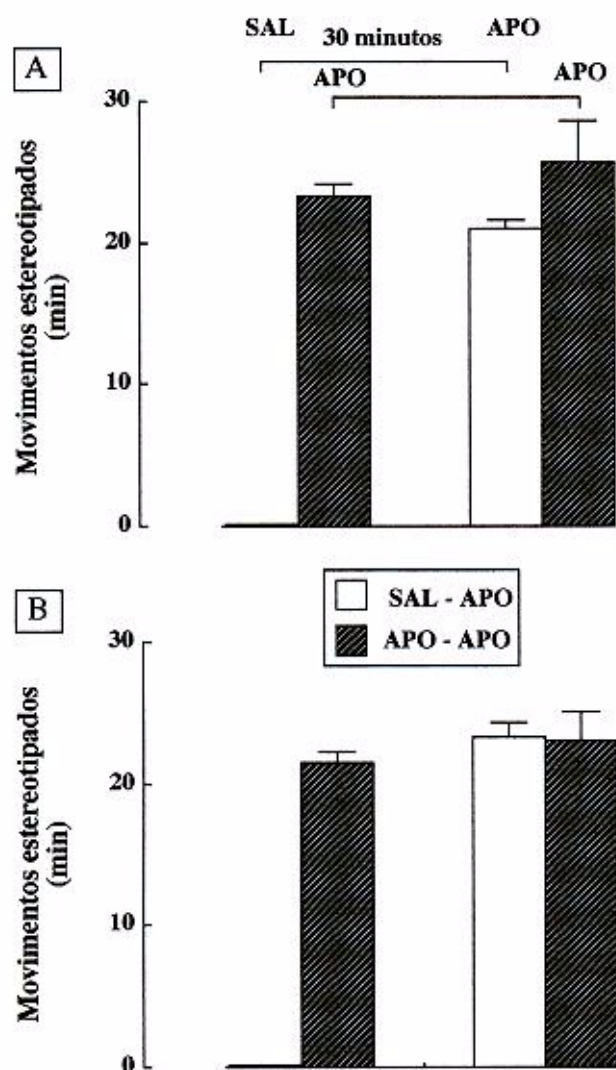 SAL
30 minutos
APO
A
APO
APO
Movimentos estereotipados
(min)
30
20
10
0
SAL - APO
APO - APO
B
Movimentos estereotipados
(min)
30
20
10
0